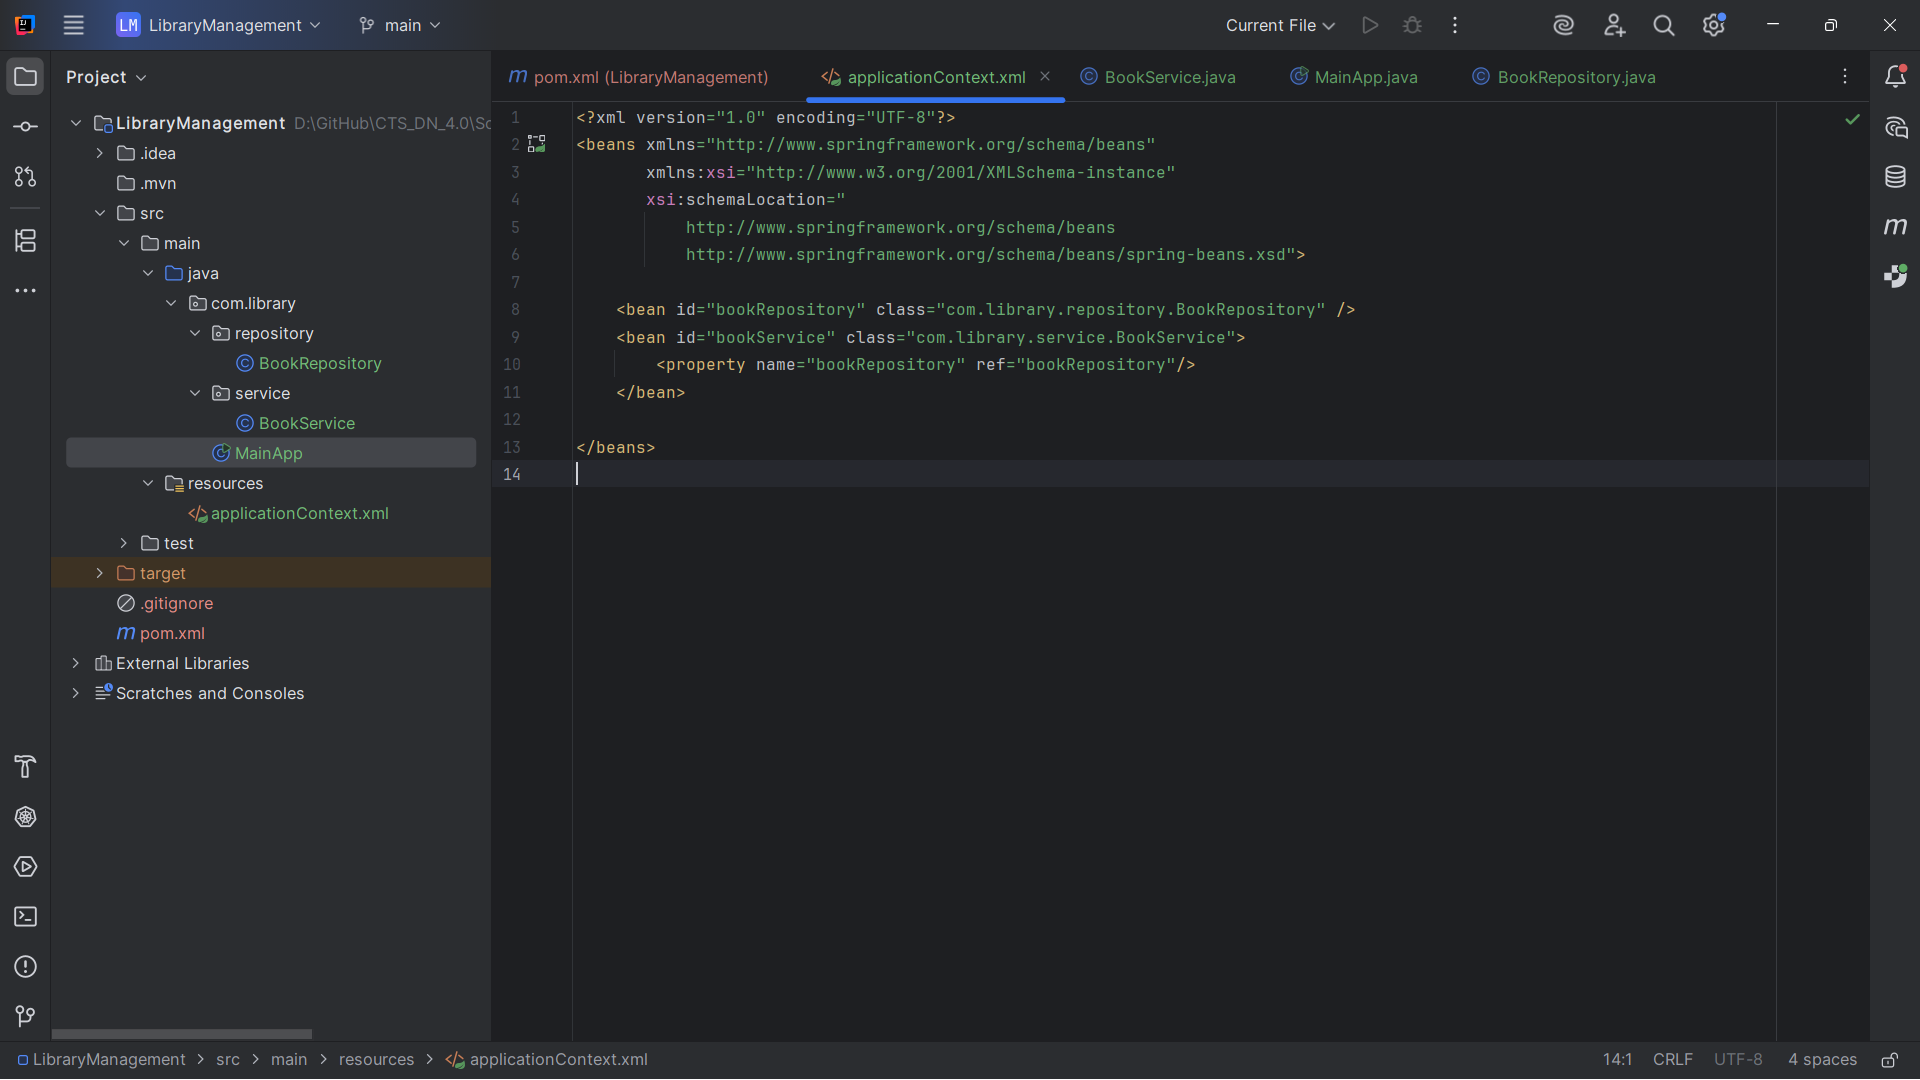 LM LibraryManagement main Current File
Project
pom.xml (LibraryManagement) applicationContext.xml BookService.java MainApp.java BookRepository.java
LibraryManagement D:\GitHub\CTS_DN_4.0\Sc
.idea
.mvn
src
main
java
com.library
repository
BookRepository
service
BookService
MainApp
resources
applicationContext.xml
test
target
.gitignore
pom.xml
External Libraries
Scratches and Consoles
1 <?xml version="1.0" encoding="UTF-8"?>
2 <beans xmlns="http://www.springframework.org/schema/beans"
3 xmlns:xsi="http://www.w3.org/2001/XMLSchema-instance"
4 xsi:schemaLocation="
5 http://www.springframework.org/schema/beans
6 http://www.springframework.org/schema/beans/spring-beans.xsd">
7
8 <bean id="bookRepository" class="com.library.repository.BookRepository" />
9 <bean id="bookService" class="com.library.service.BookService">
10 <property name="bookRepository" ref="bookRepository"/>
11 </bean>
12
13 </beans>
14
LibraryManagement > src > main > resources > applicationContext.xml 14:1 CRLF UTF-8 4 spaces